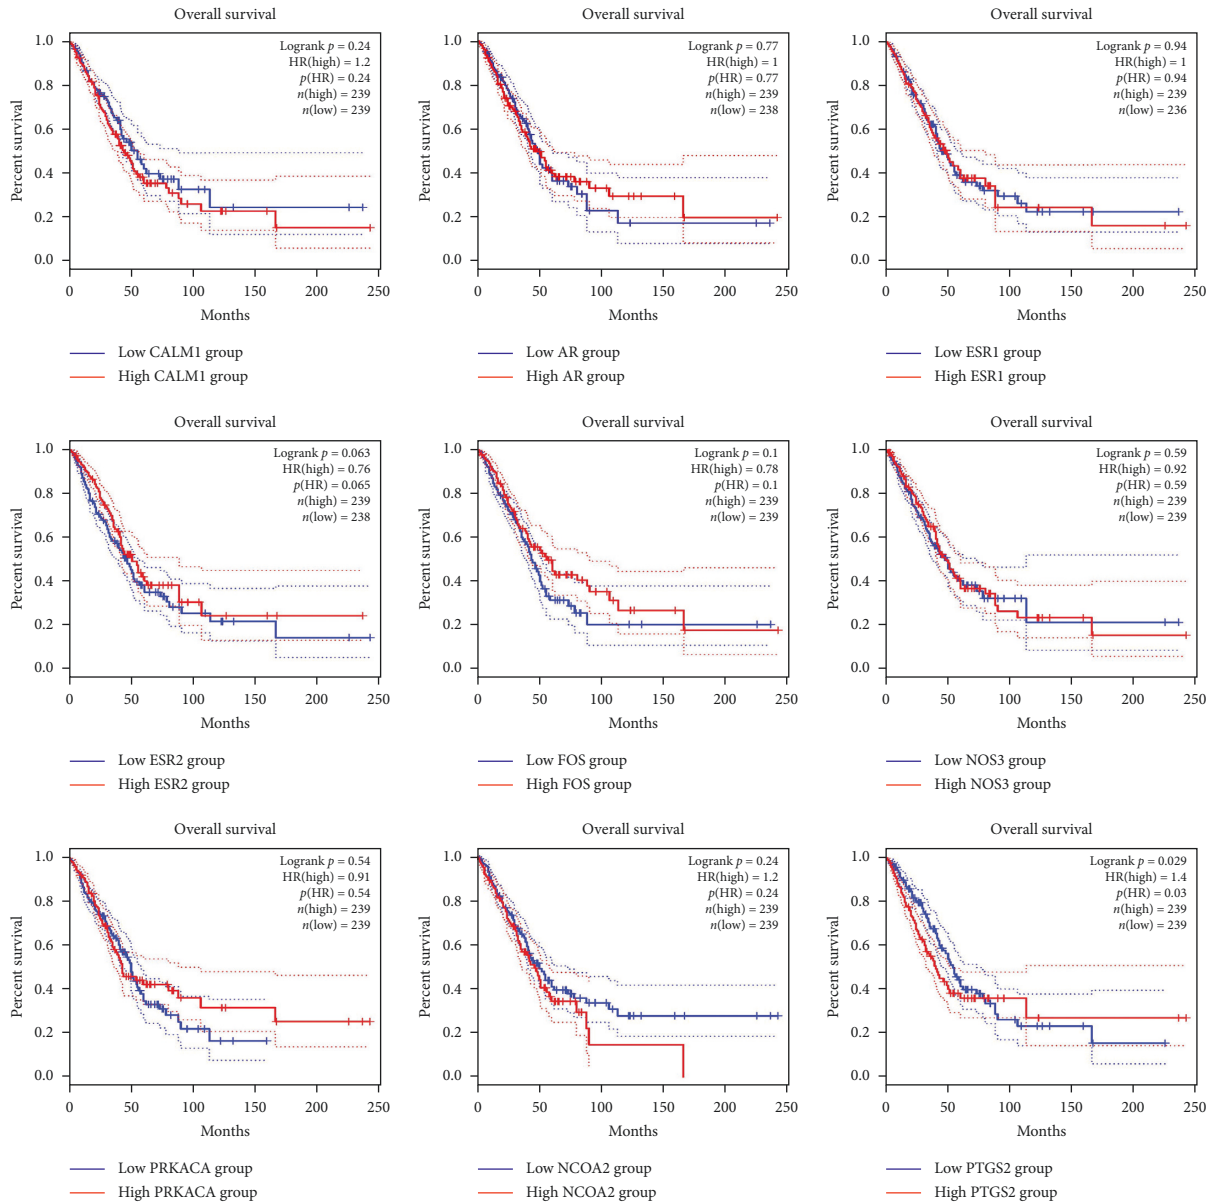 Overall survival
Logrank p = 0.24
HR(high) = 1.2
p(HR) = 0.24
n(high) = 239
n(low) = 239
Percent survival
1.0
0.8
0.6
0.4
0.2
0.0
0 50 100 150 200 250
Months
Low CALM1 group
High CALM1 group
Overall survival
Logrank p = 0.77
HR(high) = 1
p(HR) = 0.77
n(high) = 239
n(low) = 238
Percent survival
1.0
0.8
0.6
0.4
0.2
0.0
0 50 100 150 200 250
Months
Low AR group
High AR group
Overall survival
Logrank p = 0.94
HR(high) = 1
p(HR) = 0.94
n(high) = 239
n(low) = 236
Percent survival
1.0
0.8
0.6
0.4
0.2
0.0
0 50 100 150 200 250
Months
Low ESR1 group
High ESR1 group
Overall survival
Logrank p = 0.063
HR(high) = 0.76
p(HR) = 0.065
n(high) = 239
n(low) = 238
Percent survival
1.0
0.8
0.6
0.4
0.2
0.0
0 50 100 150 200 250
Months
Low ESR2 group
High ESR2 group
Overall survival
Logrank p = 0.1
HR(high) = 0.78
p(HR) = 0.1
n(high) = 239
n(low) = 239
Percent survival
1.0
0.8
0.6
0.4
0.2
0.0
0 50 100 150 200 250
Months
Low FOS group
High FOS group
Overall survival
Logrank p = 0.59
HR(high) = 0.92
p(HR) = 0.59
n(high) = 239
n(low) = 239
Percent survival
1.0
0.8
0.6
0.4
0.2
0.0
0 50 100 150 200 250
Months
Low NOS3 group
High NOS3 group
Overall survival
Logrank p = 0.54
HR(high) = 0.91
p(HR) = 0.54
n(high) = 239
n(low) = 239
Percent survival
1.0
0.8
0.6
0.4
0.2
0.0
0 50 100 150 200 250
Months
Low PRKACA group
High PRKACA group
Overall survival
Logrank p = 0.24
HR(high) = 1.2
p(HR) = 0.24
n(high) = 239
n(low) = 239
Percent survival
1.0
0.8
0.6
0.4
0.2
0.0
0 50 100 150 200 250
Months
Low NCOA2 group
High NCOA2 group
Overall survival
Logrank p = 0.029
HR(high) = 1.4
p(HR) = 0.03
n(high) = 239
n(low) = 239
Percent survival
1.0
0.8
0.6
0.4
0.2
0.0
0 50 100 150 200 250
Months
Low PTGS2 group
High PTGS2 group